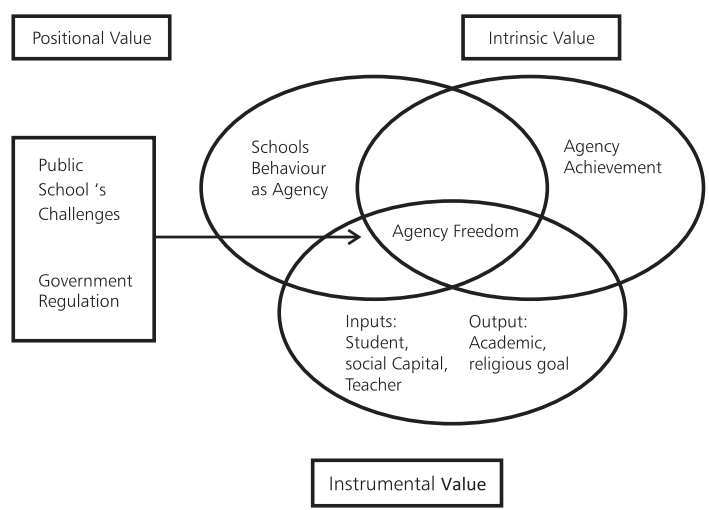 Positional Value
Intrinsic Value
Public
School ‘s
Challenges
Government
Regulation
Schools
Behaviour
as Agency
Agency
Achievement
Agency Freedom
Inputs:
Student,
social Capital,
Teacher
Output:
Academic,
religious goal
Instrumental Value